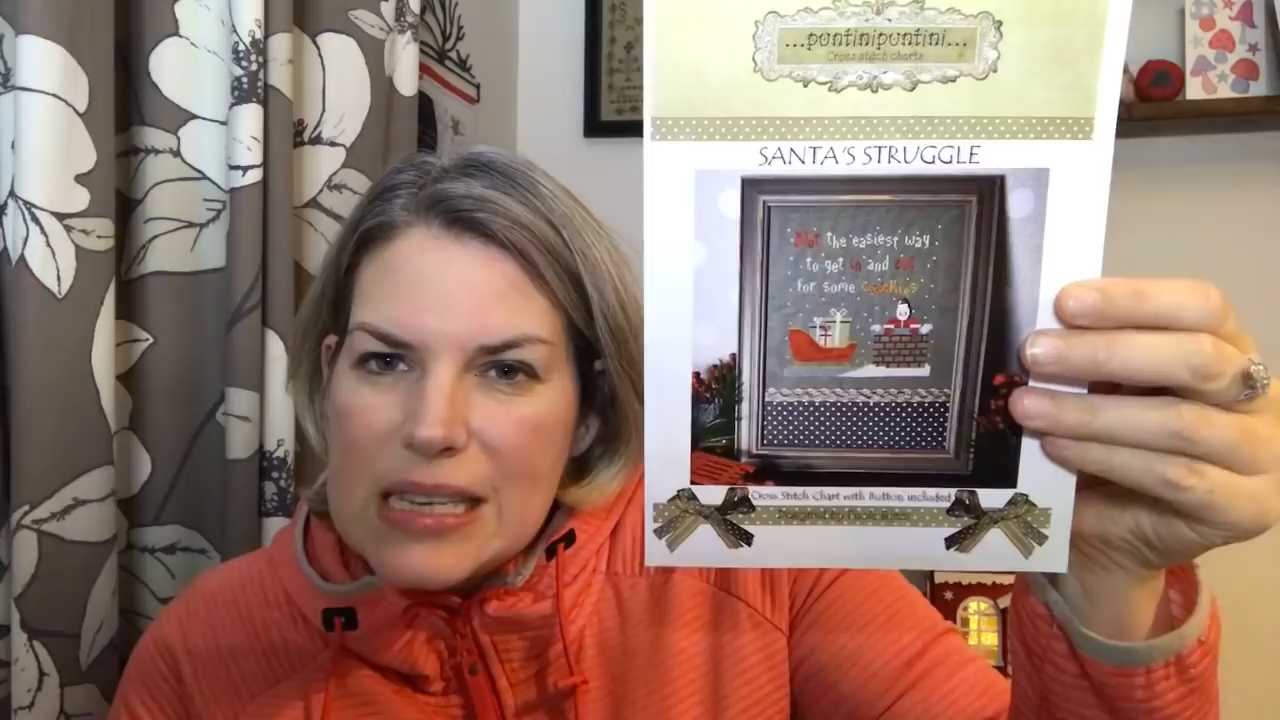 ...puntinipuntini...
Cross stitch charts
SANTA'S STRUGGLE
Not the easiest way
to get in and out
for some cookies
Cross Stitch Chart with Button included